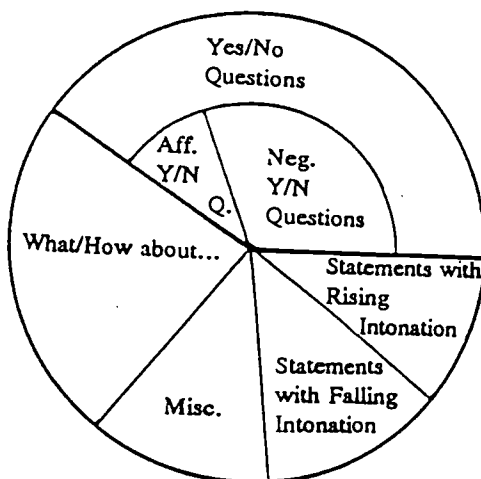 Yes/No
Questions
Aff.
Y/N
Q.
Neg.
Y/N
Questions
What/How about...
Statements with
Rising
Intonation
Statements
with Falling
Intonation
Misc.